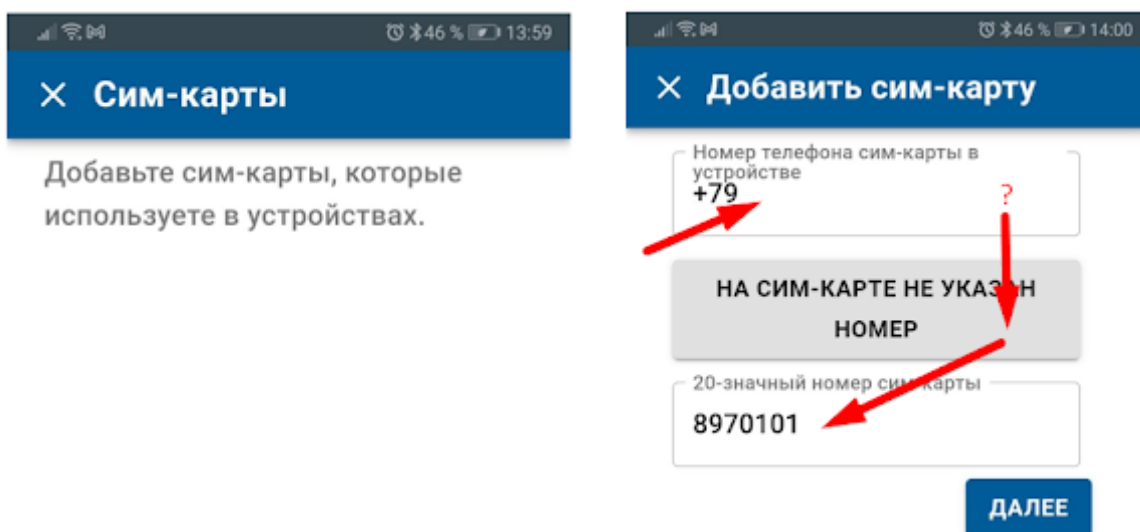 46 % 13:59
× Сим-карты
Добавьте сим-карты, которые
используете в устройствах.
46 % 14:00
× Добавить сим-карту
Номер телефона сим-карты в
устройстве
+79
?
НА СИМ-КАРТЕ НЕ УКАЗАН
НОМЕР
20-значный номер сим-карты
8970101
ДАЛЕЕ